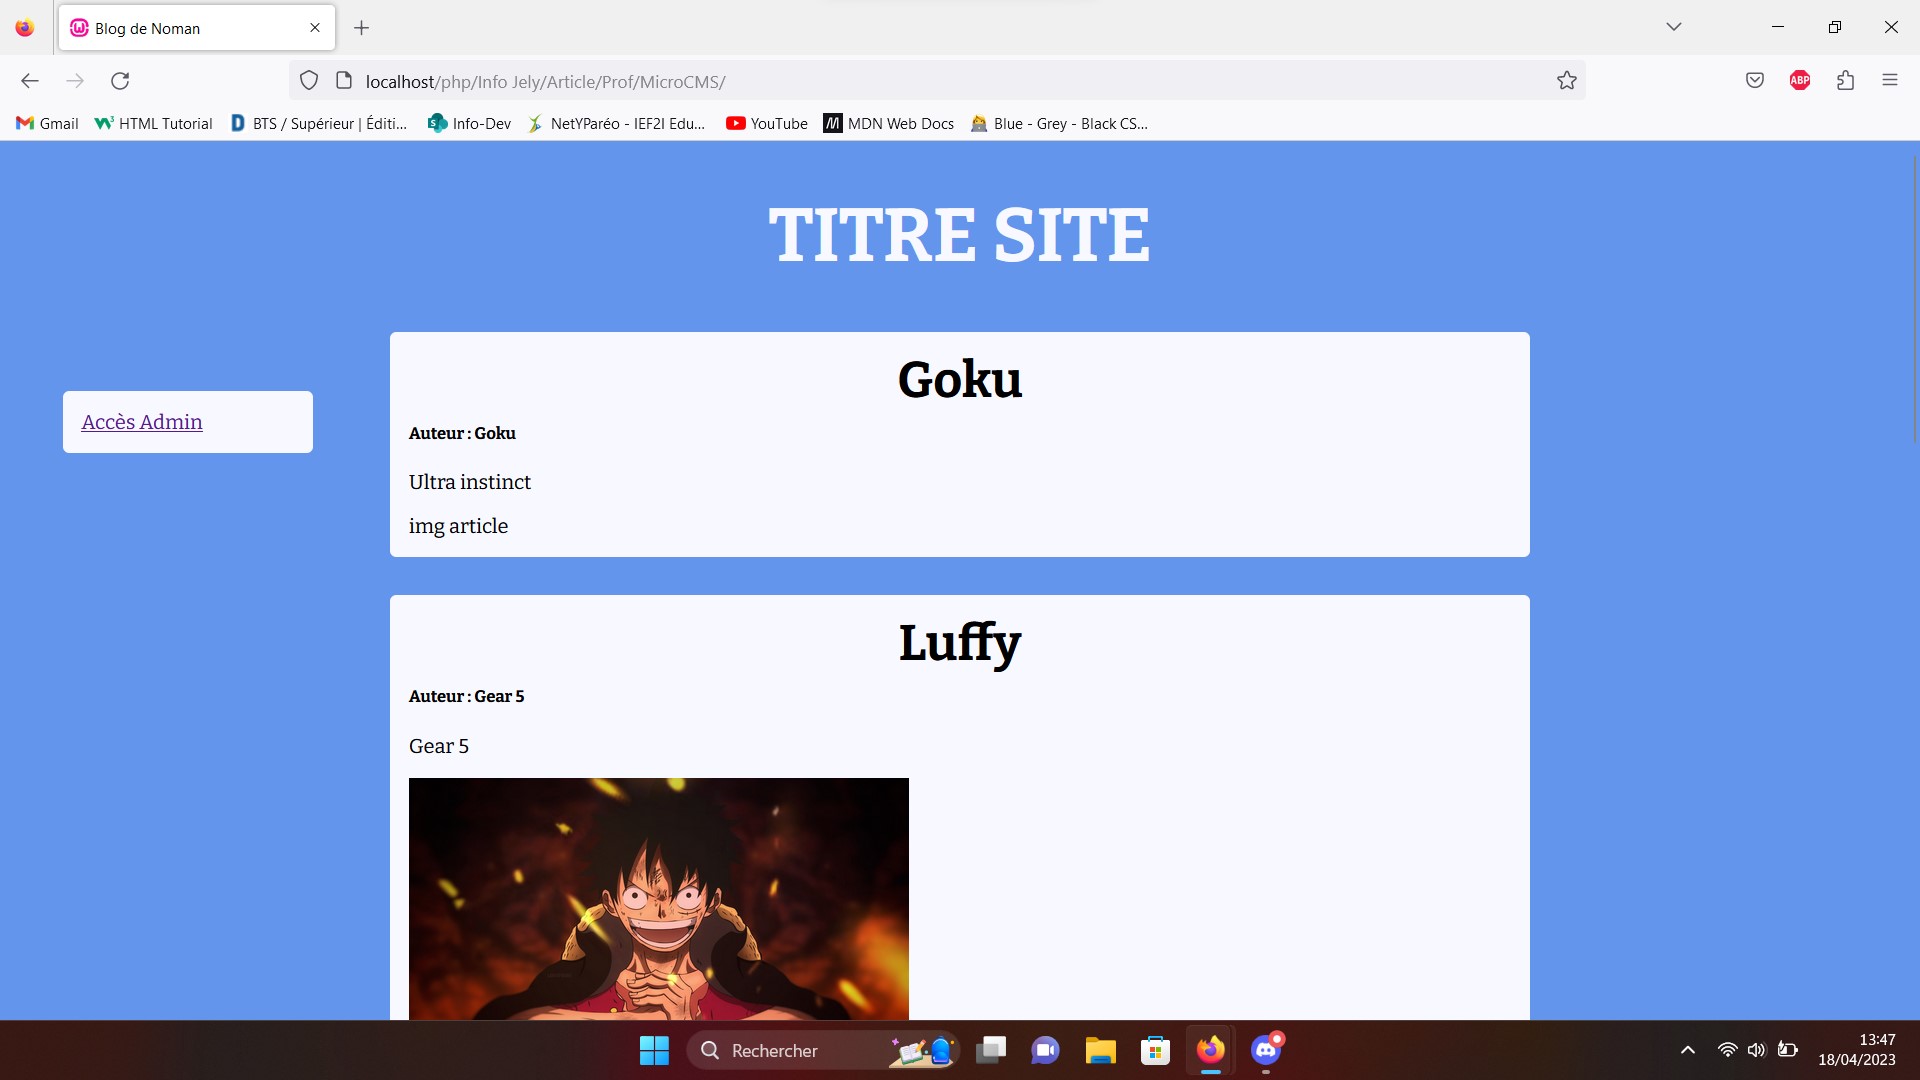 Blog de Noman
localhost/php/Info Jely/Article/Prof/MicroCMS/
ABP
Gmail
HTML Tutorial
BTS / Supérieur | Éditi...
Info-Dev
NetYParéo - IEF2I Edu...
YouTube
MDN Web Docs
Blue - Grey - Black CS...
TITRE SITE
Accès Admin
Goku
Auteur : Goku
Ultra instinct
img article
Luffy
Auteur : Gear 5
Gear 5
Rechercher
13:47
18/04/2023